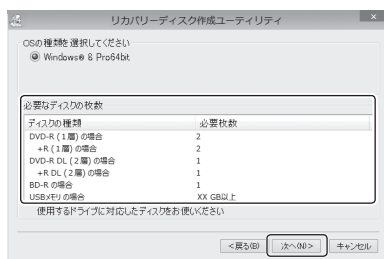 リカバリーディスク作成ユーティリティ
OSの種類を選択してください
Windows® 8 Pro64bit
必要なディスクの枚数
ディスクの種類 必要枚数
DVD-R (1層) の場合 2
+R (1層) の場合 2
DVD-R DL (2層) の場合 1
+R DL (2層) の場合 1
BD-R の場合 1
USBメモリ の場合 XX GB以上
使用するドライブに対応したディスクをお使いください
<戻る(B) 次へ(N)> キャンセル